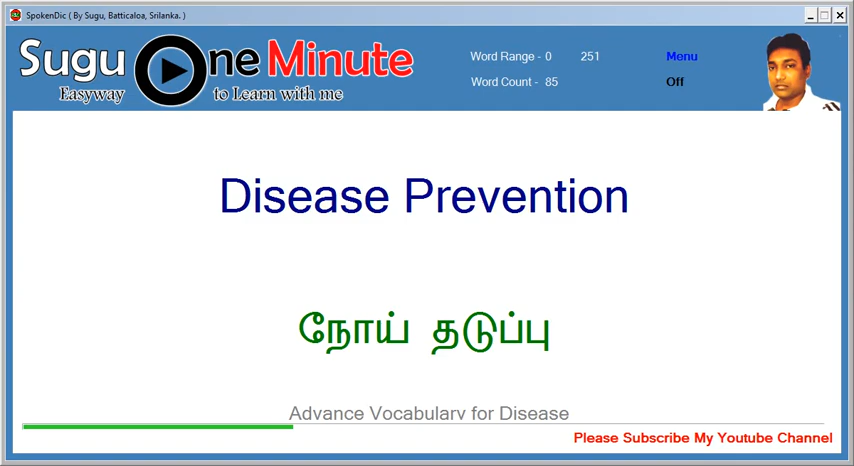 SpokenDic ( By Sugu, Batticaloa, Srilanka. )
Sugu One Minute
Easyway to Learn with me
Word Range - 0 251
Menu
Word Count - 85
Off
Disease Prevention
நோய் தடுப்பு
Advance Vocabulary for Disease
Please Subscribe My Youtube Channel